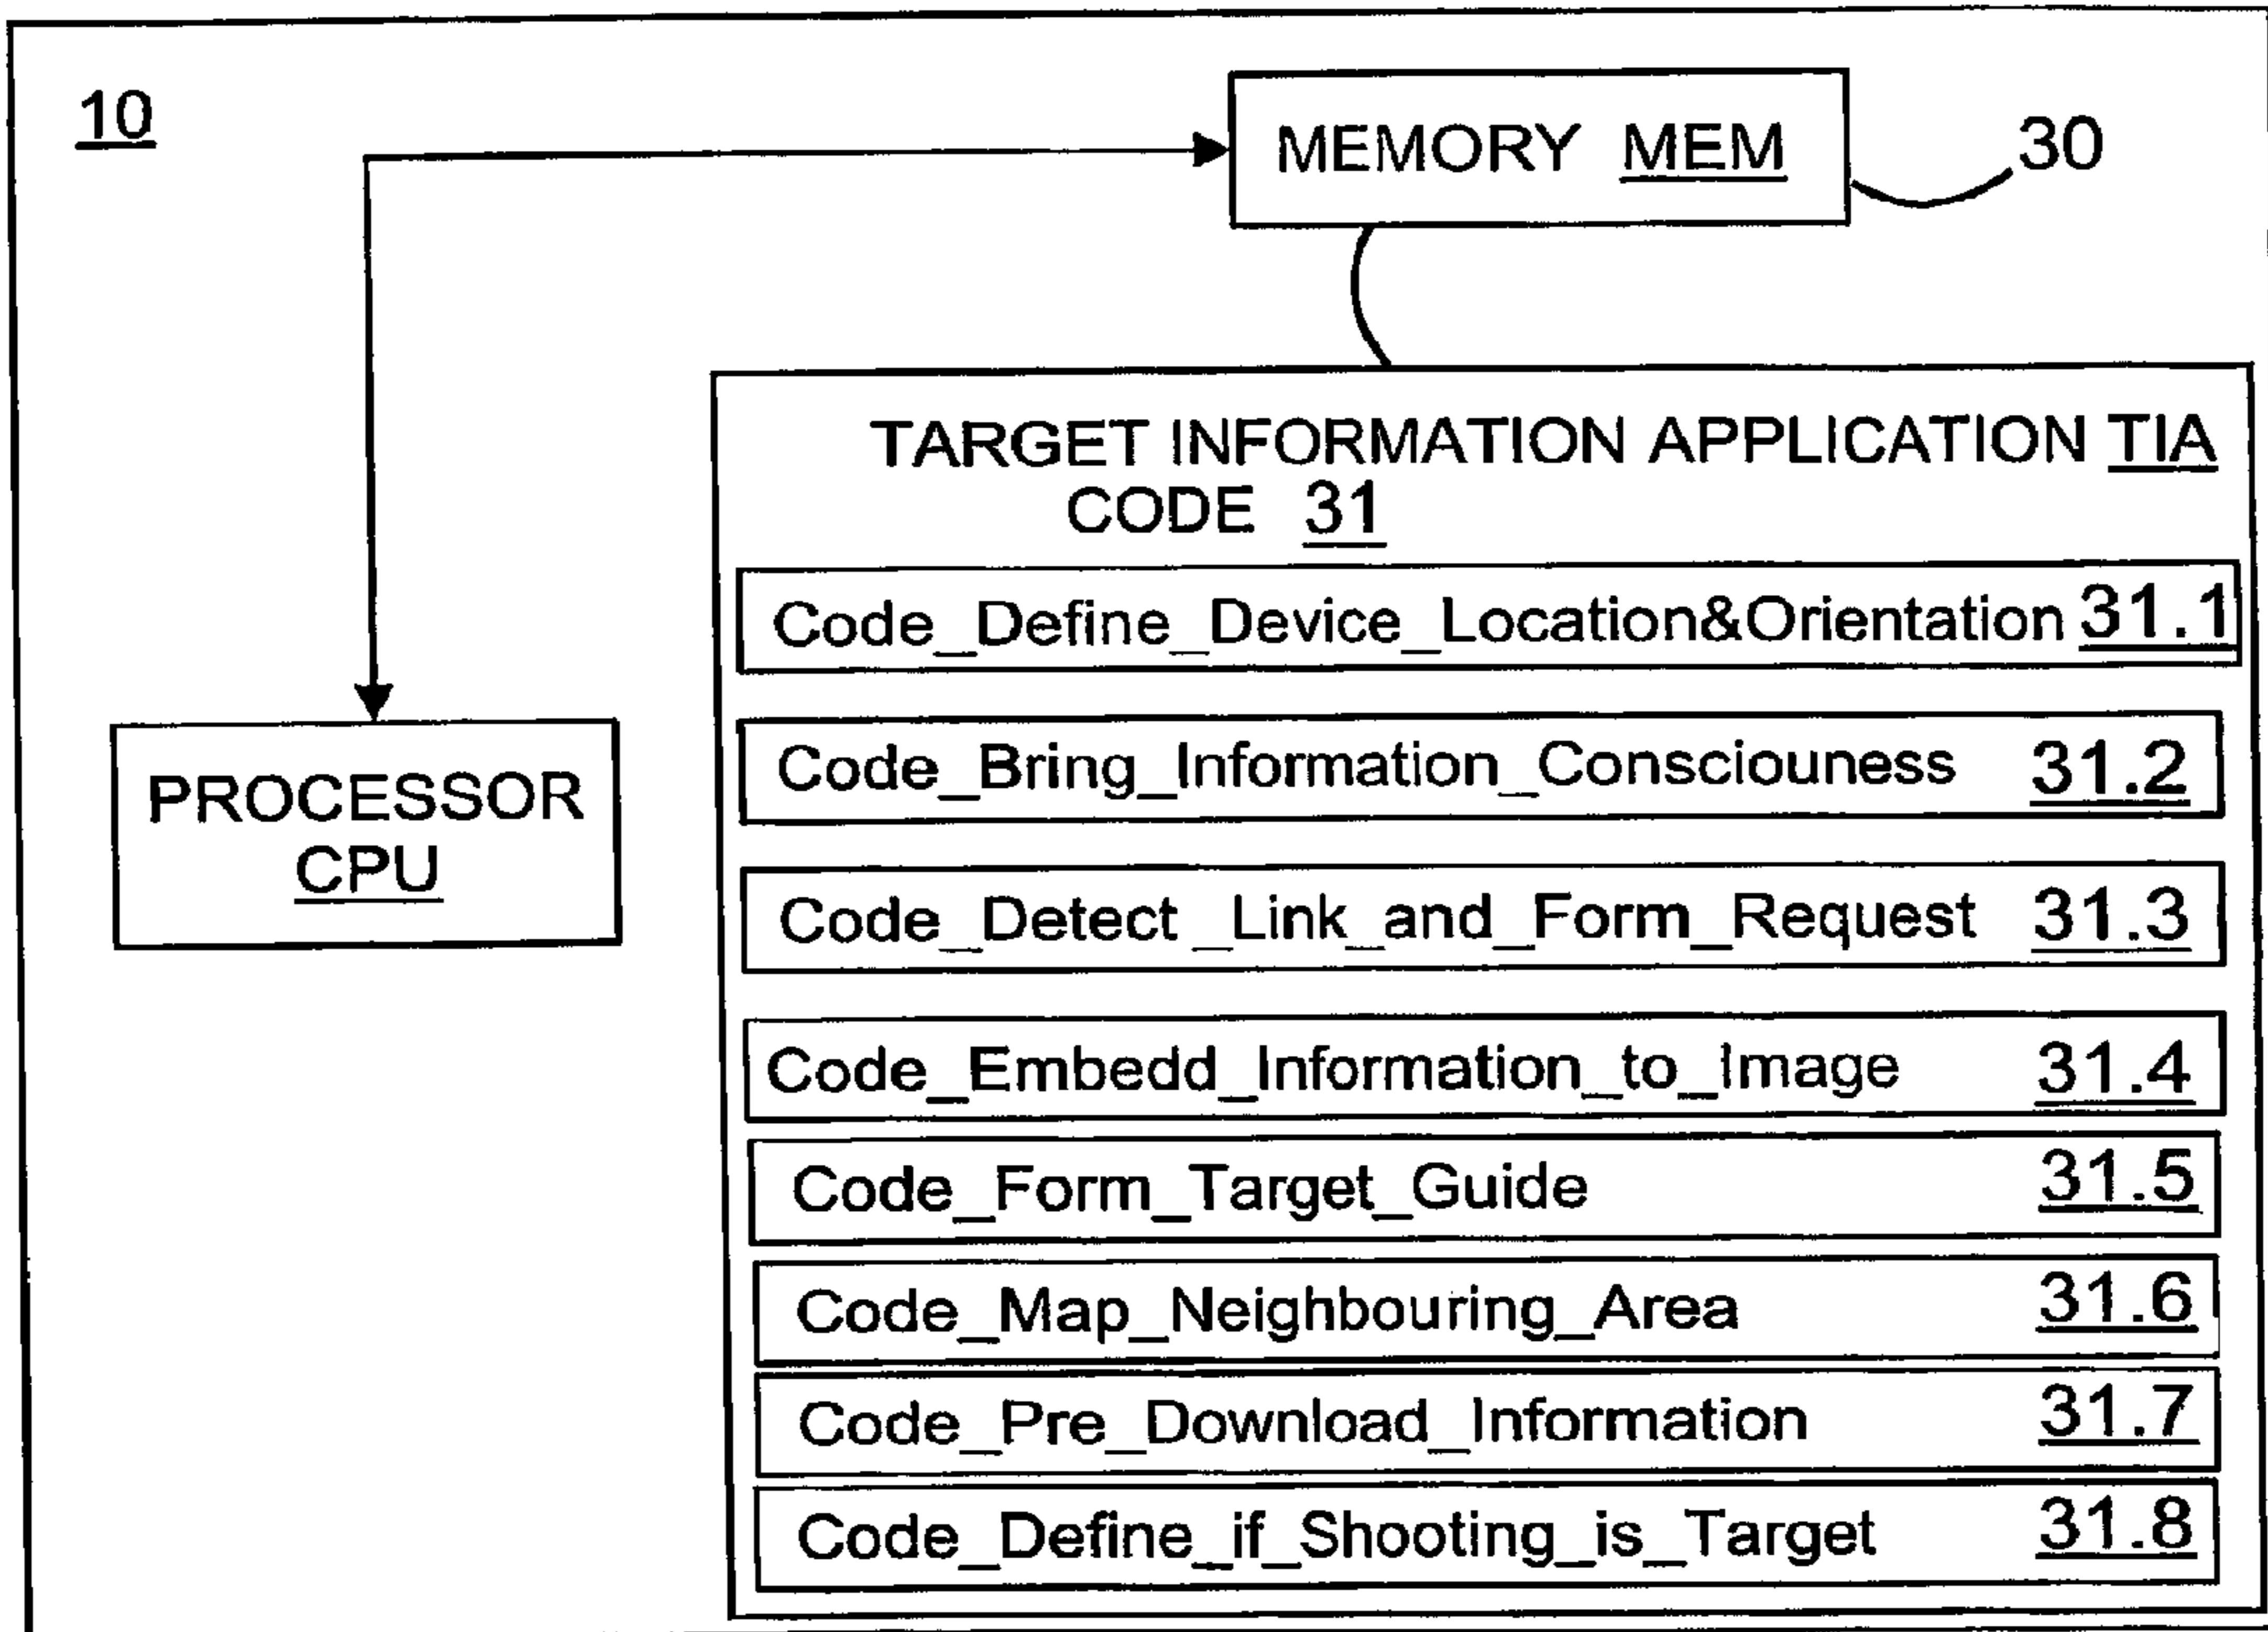 10
MEMORY MEM
30
TARGET INFORMATION APPLICATION TIA
CODE 31
Code_Define_Device_Location&Orientation 31.1
Code_Bring_Information_Consciouness 31.2
PROCESSOR
CPU
Code_Detect_Link_and_Form_Request 31.3
Code_Embedd_Information_to_Image 31.4
Code_Form_Target_Guide 31.5
Code_Map_Neighbouring_Area 31.6
Code_Pre_Download_Information 31.7
Code_Define_if_Shooting_is_Target 31.8